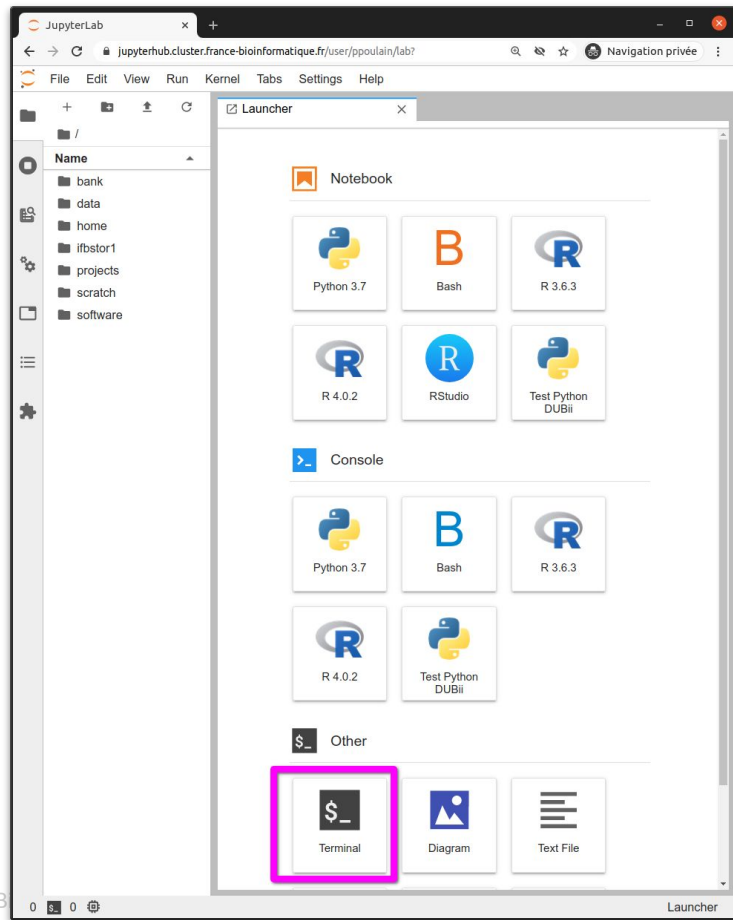 JupyterLab
jupyterhub.cluster.france-bioinformatique.fr/user/ppoulain/lab?
Navigation privée
File Edit View Run Kernel Tabs Settings Help
Launcher
/
Name
bank
data
home
ifbstor1
projects
scratch
software
Notebook
Python 3.7
B
Bash
R
R 3.6.3
R
R 4.0.2
R
RStudio
Test Python
DUBii
>_ Console
Python 3.7
B
Bash
R
R 3.6.3
R
R 4.0.2
Test Python
DUBii
$_ Other
$_
Terminal
Diagram
Text File
B
0 $_ 0
Launcher